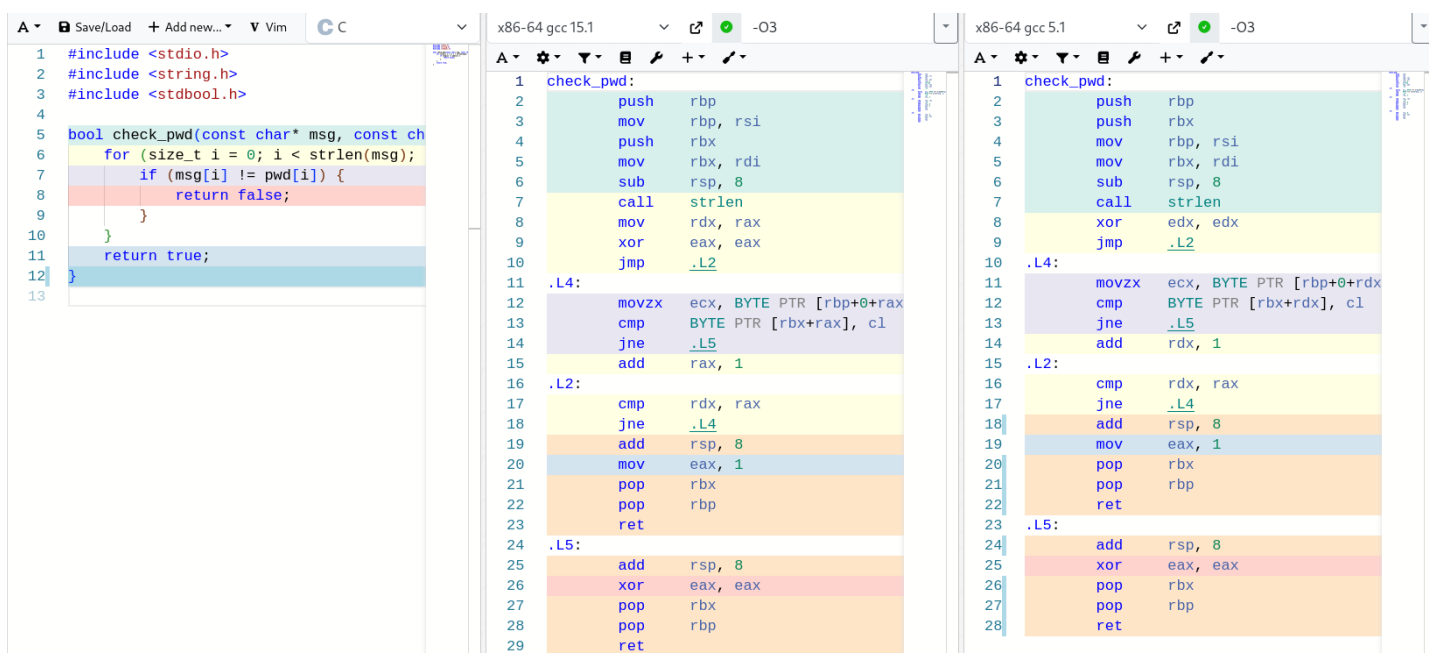 A Save/Load + Add new... V Vim C C
1 #include <stdio.h>
2 #include <string.h>
3 #include <stdbool.h>
4
5 bool check_pwd(const char* msg, const ch
6 for (size_t i = 0; i < strlen(msg);
7 if (msg[i] != pwd[i]) {
8 return false;
9 }
10 }
11 return true;
12 }
13
x86-64 gcc 15.1 -O3
A
1 check_pwd:
2 push rbp
3 mov rbp, rsi
4 push rbx
5 mov rbx, rdi
6 sub rsp, 8
7 call strlen
8 mov rdx, rax
9 xor eax, eax
10 jmp .L2
11 .L4:
12 movzx ecx, BYTE PTR [rbp+0+rax
13 cmp BYTE PTR [rbx+rax], cl
14 jne .L5
15 add rax, 1
16 .L2:
17 cmp rdx, rax
18 jne .L4
19 add rsp, 8
20 mov eax, 1
21 pop rbx
22 pop rbp
23 ret
24 .L5:
25 add rsp, 8
26 xor eax, eax
27 pop rbx
28 pop rbp
29 ret
x86-64 gcc 5.1 -O3
A
1 check_pwd:
2 push rbp
3 push rbx
4 mov rbp, rsi
5 mov rbx, rdi
6 sub rsp, 8
7 call strlen
8 xor edx, edx
9 jmp .L2
10 .L4:
11 movzx ecx, BYTE PTR [rbp+0+rdx
12 cmp BYTE PTR [rbx+rdx], cl
13 jne .L5
14 add rdx, 1
15 .L2:
16 cmp rdx, rax
17 jne .L4
18 add rsp, 8
19 mov eax, 1
20 pop rbx
21 pop rbp
22 ret
23 .L5:
24 add rsp, 8
25 xor eax, eax
26 pop rbx
27 pop rbp
28 ret